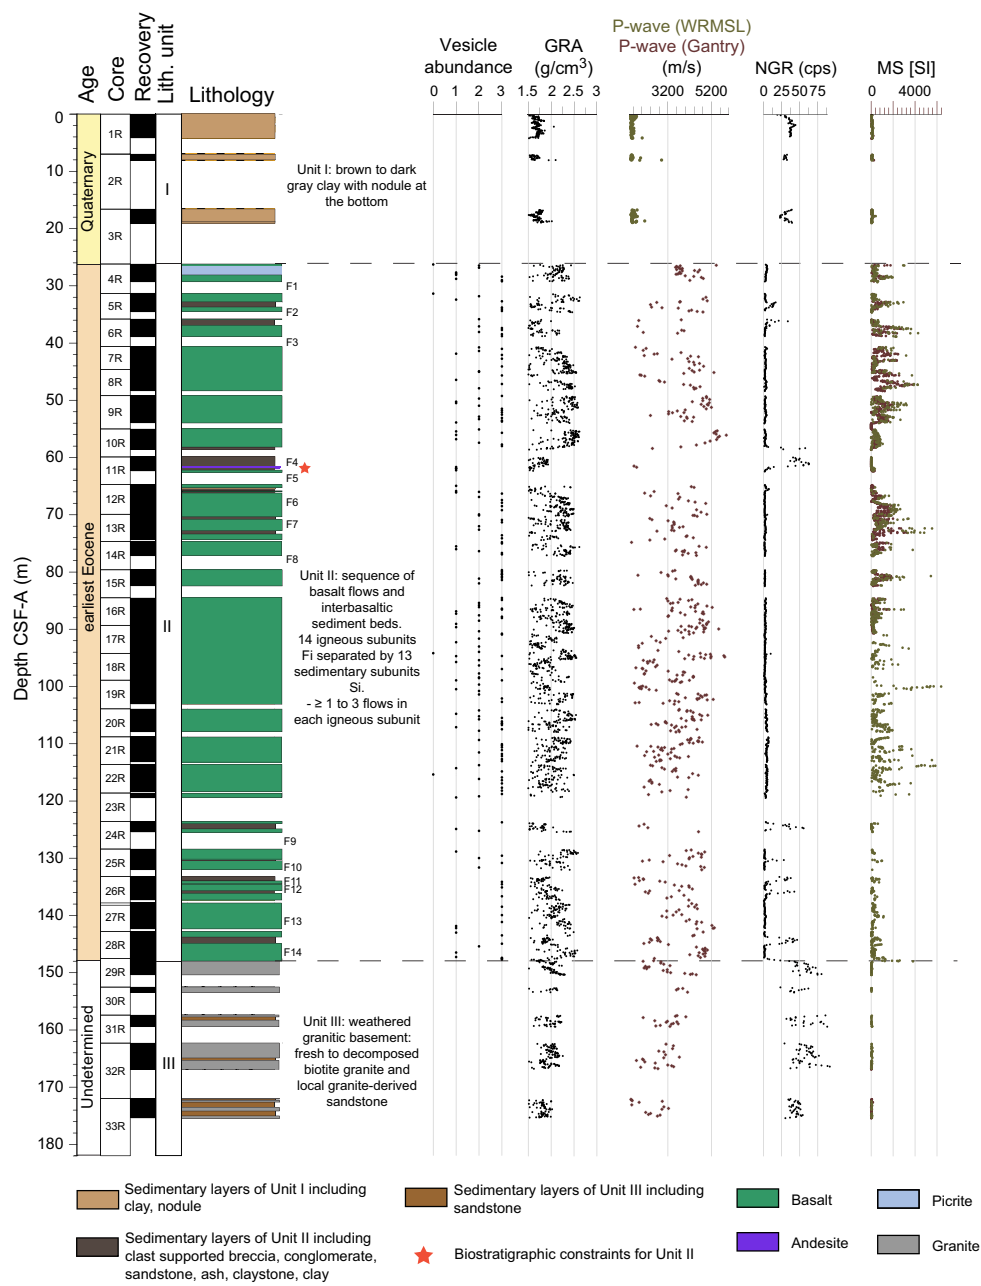 P-wave (WRMSL)
Vesicle GRA P-wave (Gantry)
abundance (g/cm3) (m/s) NGR (cps) MS [SI]
Age Core Recovery Lith. unit Lithology
0 1 2 3 1.5 2 2.5 3 3200 5200 0 25 50 75 0 4000
Depth CSF-A (m)
0
10
20
30
40
50
60
70
80
90
100
110
120
130
140
150
160
170
180
Quaternary
earliest Eocene
Undetermined
1R
2R
3R
4R
5R
6R
7R
8R
9R
10R
11R
12R
13R
14R
15R
16R
17R
18R
19R
20R
21R
22R
23R
24R
25R
26R
27R
28R
29R
30R
31R
32R
33R
I
II
III
F1
F2
F3
F4
F5
F6
F7
F8
F9
F10
F11
F12
F13
F14
Unit I: brown to dark
gray clay with nodule at
the bottom
Unit II: sequence of
basalt flows and
interbasaltic
sediment beds.
14 igneous subunits
Fi separated by 13
sedimentary subunits
Si.
- ≥ 1 to 3 flows in
each igneous subunit
Unit III: weathered
granitic basement:
fresh to decomposed
biotite granite and
local granite-derived
sandstone
Sedimentary layers of Unit I including
clay, nodule
Sedimentary layers of Unit III including
sandstone
Basalt
Picrite
Sedimentary layers of Unit II including
clast supported breccia, conglomerate,
sandstone, ash, claystone, clay
Biostratigraphic constraints for Unit II
Andesite
Granite